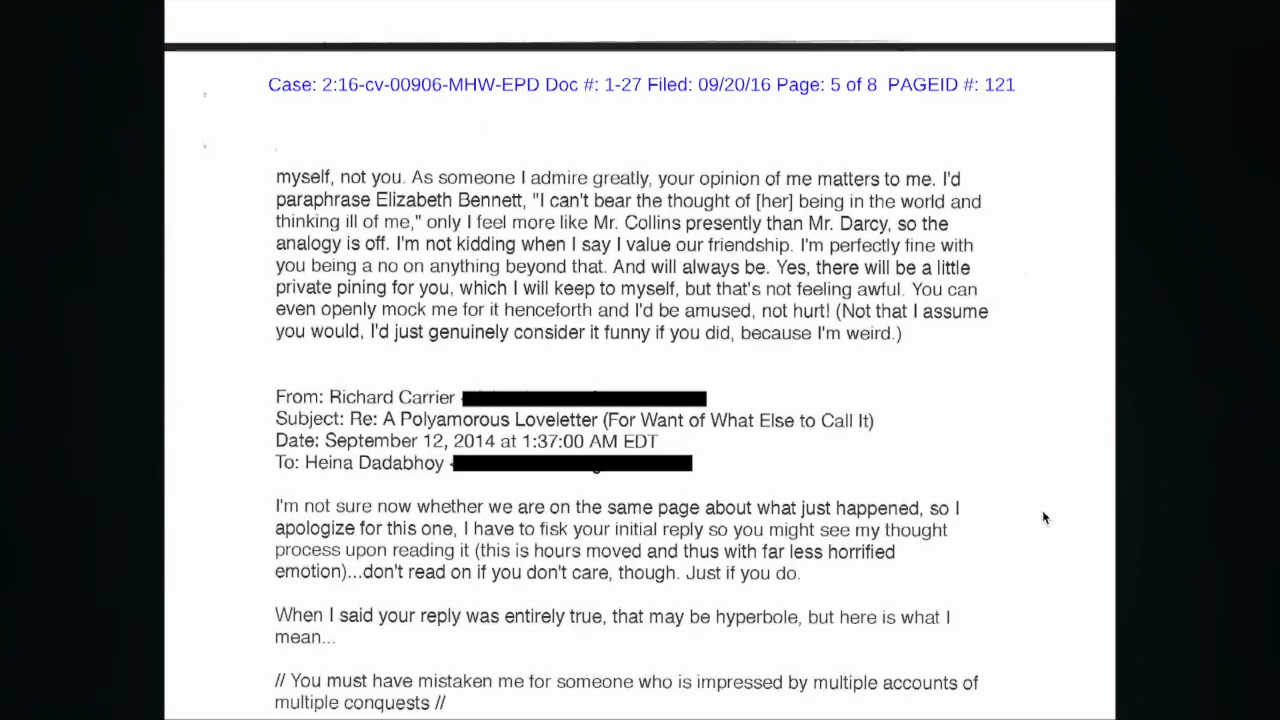 Case: 2:16-cv-00906-MHW-EPD Doc #: 1-27 Filed: 09/20/16 Page: 5 of 8 PAGEID #: 121
myself, not you. As someone I admire greatly, your opinion of me matters to me. I'd
paraphrase Elizabeth Bennett, "I can't bear the thought of [her] being in the world and
thinking ill of me," only I feel more like Mr. Collins presently than Mr. Darcy, so the
analogy is off. I'm not kidding when I say I value our friendship. I'm perfectly fine with
you being a no on anything beyond that. And will always be. Yes, there will be a little
private pining for you, which I will keep to myself, but that's not feeling awful. You can
even openly mock me for it henceforth and I'd be amused, not hurt! (Not that I assume
you would, I'd just genuinely consider it funny if you did, because I'm weird.)
From: Richard Carrier
Subject: Re: A Polyamorous Loveletter (For Want of What Else to Call It)
Date: September 12, 2014 at 1:37:00 AM EDT
To: Heina Dadabhoy
I'm not sure now whether we are on the same page about what just happened, so I
apologize for this one, I have to fisk your initial reply so you might see my thought
process upon reading it (this is hours moved and thus with far less horrified
emotion)...don't read on if you don't care, though. Just if you do.
When I said your reply was entirely true, that may be hyperbole, but here is what I
mean...
// You must have mistaken me for someone who is impressed by multiple accounts of
multiple conquests //